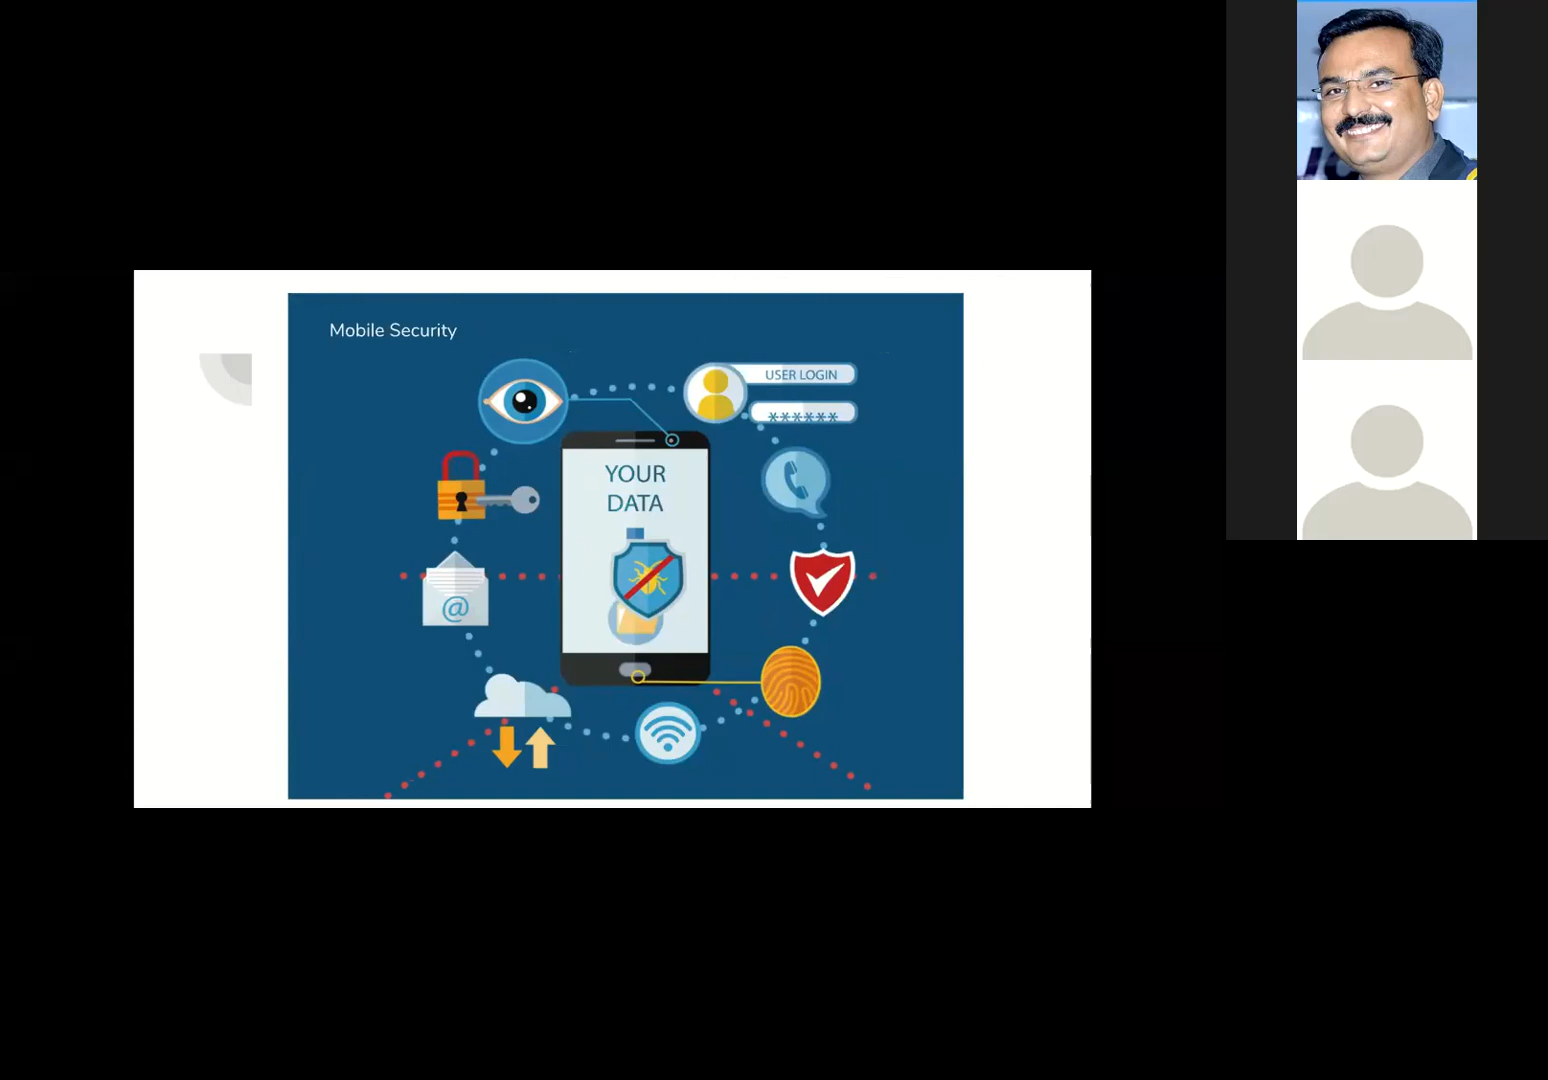 Mobile Security
USER LOGIN
******
YOUR
DATA
@